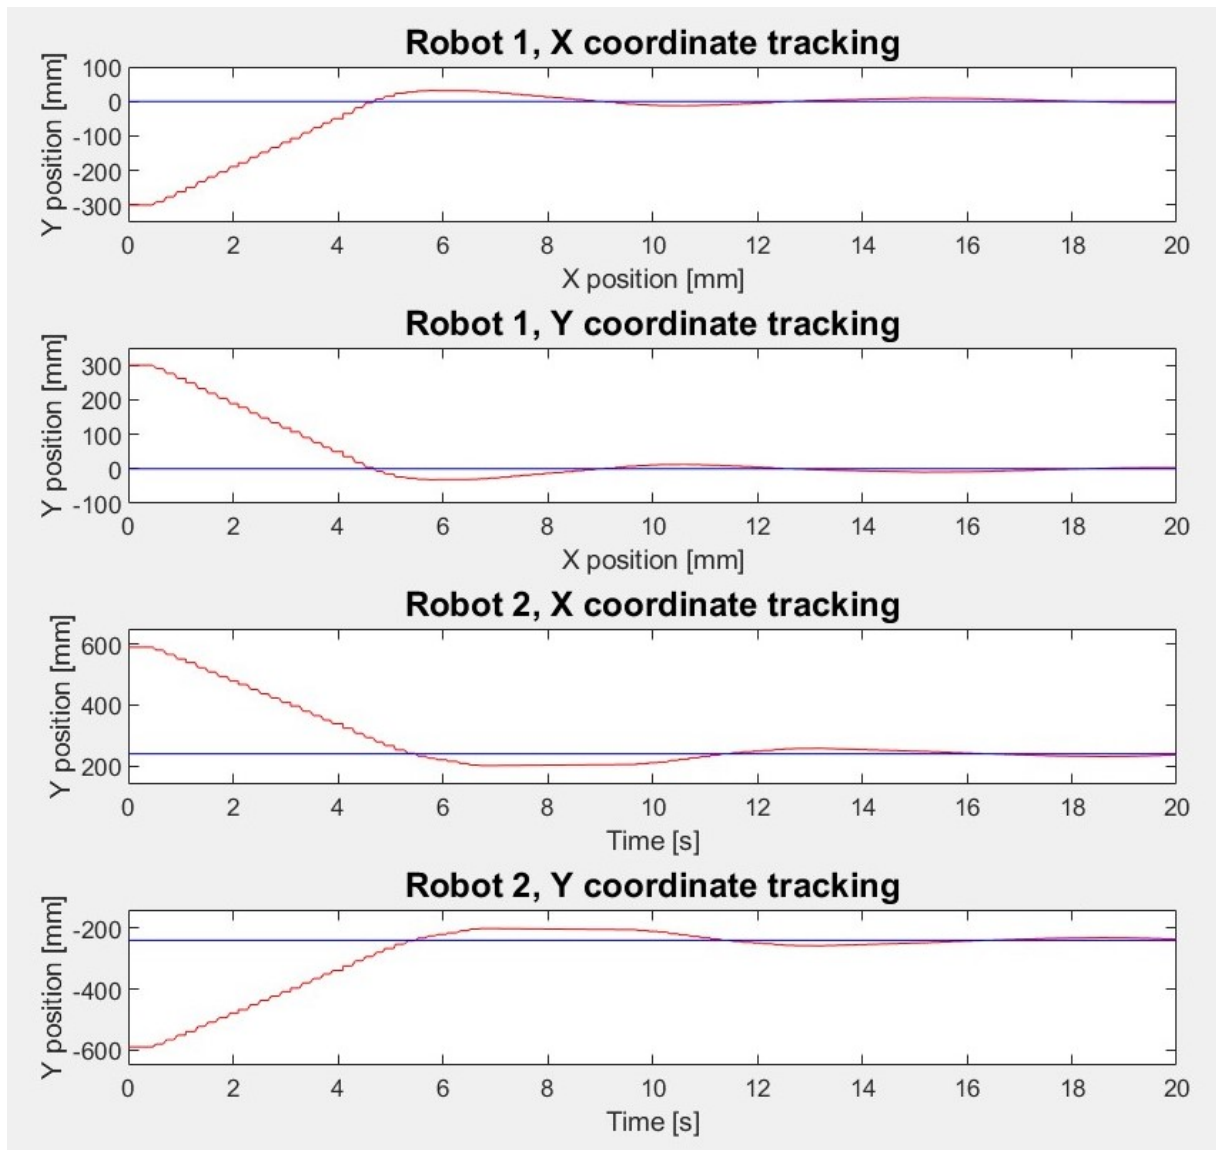 Robot 1, X coordinate tracking
100
0
-100
-200
-300
Y position [mm]
0 2 4 6 8 10 12 14 16 18 20
X position [mm]
Robot 1, Y coordinate tracking
300
200
100
0
-100
Y position [mm]
0 2 4 6 8 10 12 14 16 18 20
X position [mm]
Robot 2, X coordinate tracking
600
400
200
Y position [mm]
0 2 4 6 8 10 12 14 16 18 20
Time [s]
Robot 2, Y coordinate tracking
-200
-400
-600
Y position [mm]
0 2 4 6 8 10 12 14 16 18 20
Time [s]